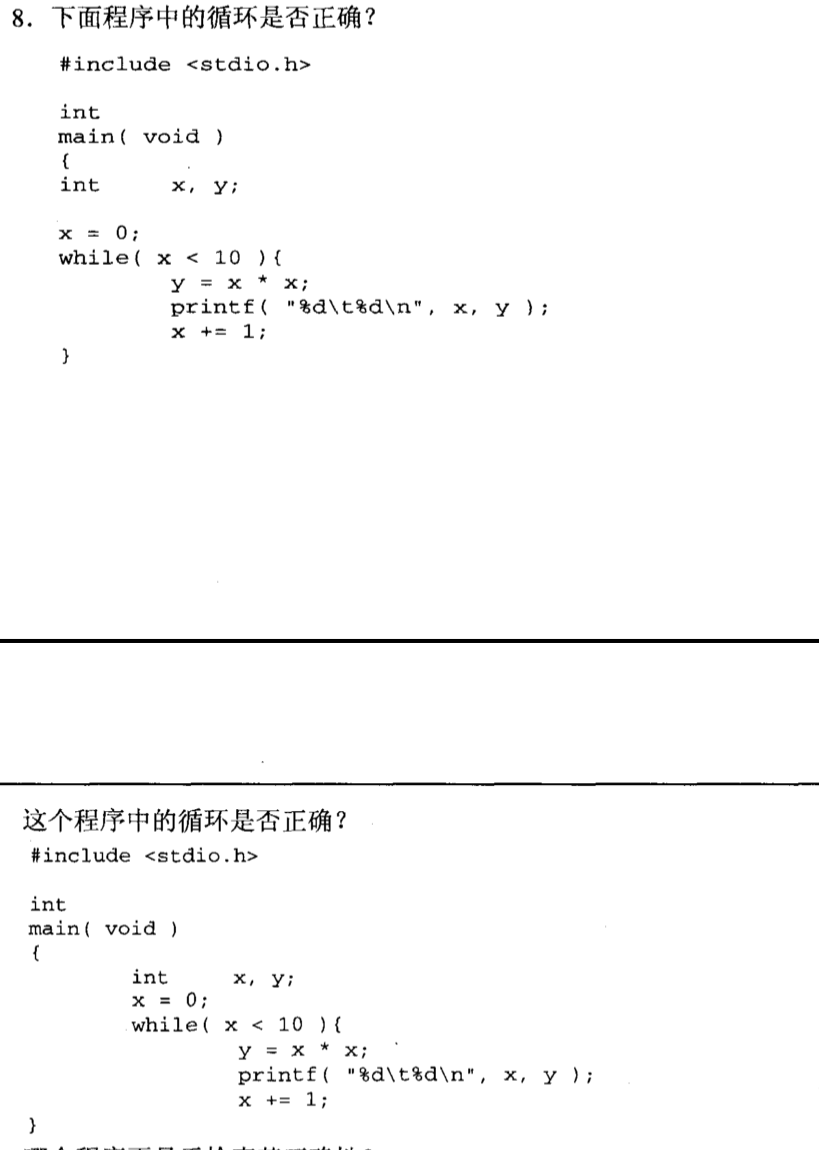 8. 下面程序中的循环是否正确？
#include <stdio.h>
int
main( void )
{
int x, y;
x = 0;
while( x < 10 ){
y = x * x;
printf( "%d\t%d\n", x, y );
x += 1;
}
这个程序中的循环是否正确？
#include <stdio.h>
int
main( void )
{
int x, y;
x = 0;
while( x < 10 ){
y = x * x;
printf( "%d\t%d\n", x, y );
x += 1;
}